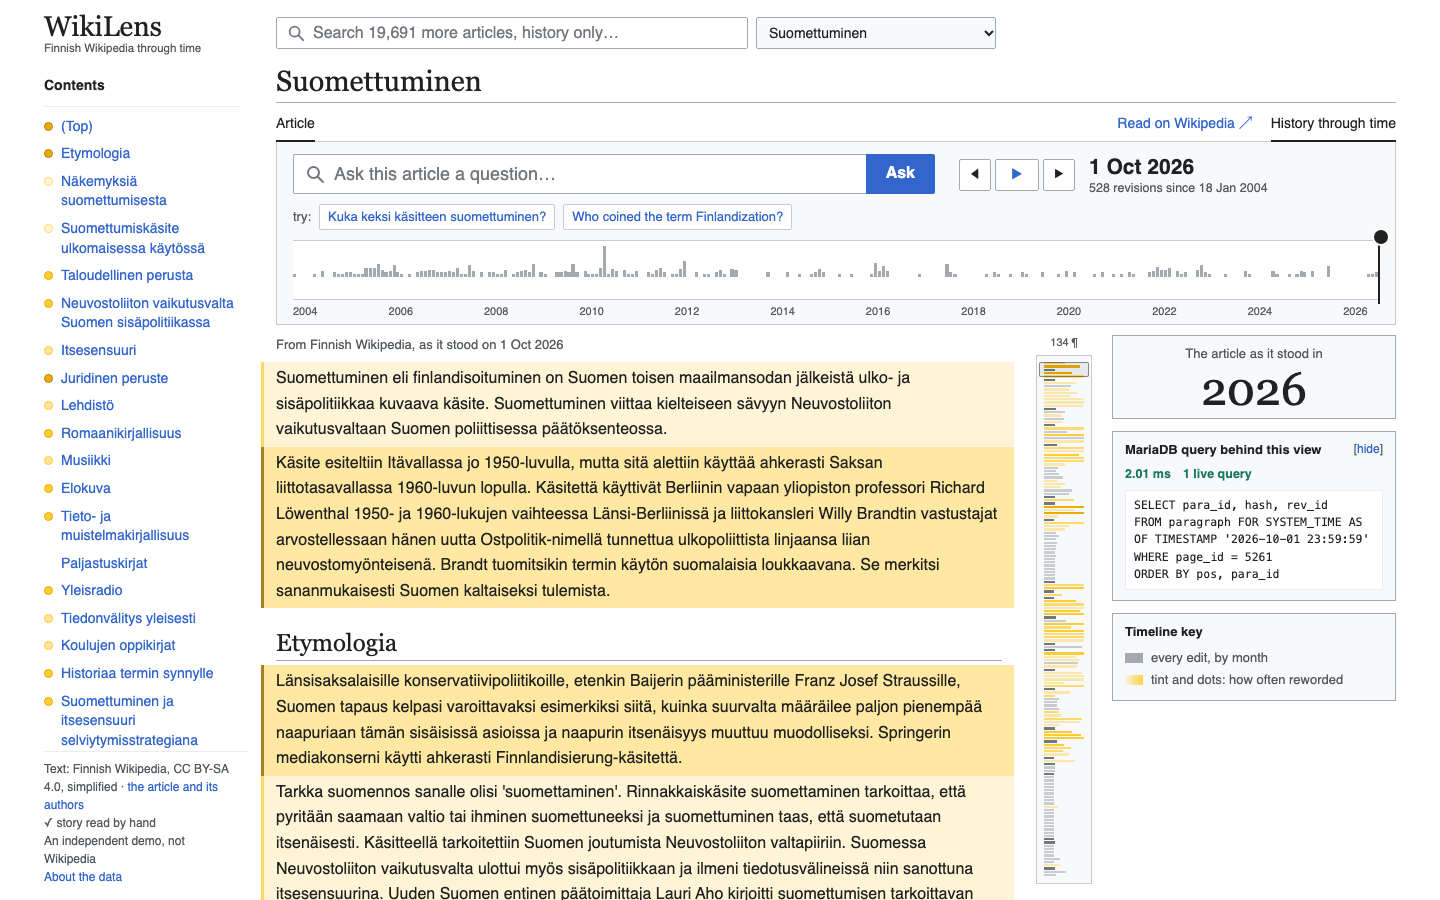 WikiLens
Finnish Wikipedia through time
Search 19,691 more articles, history only…
Suomettuminen
Contents
(Top)
Etymologia
Näkemyksiä
suomettumisesta
Suomettumiskäsite
ulkomaisessa käytössä
Taloudellinen perusta
Neuvostoliiton vaikutusvalta
Suomen sisäpolitiikassa
Itsesensuuri
Juridinen peruste
Lehdistö
Romaanikirjallisuus
Musiikki
Elokuva
Tieto- ja
muistelmakirjallisuus
Paljastuskirjat
Yleisradio
Tiedonvälitys yleisesti
Koulujen oppikirjat
Historiaa termin synnylle
Suomettuminen ja
itsesensuuri
selviytymisstrategiana
Text: Finnish Wikipedia, CC BY-SA
4.0, simplified · the article and its
authors
✓ story read by hand
An independent demo, not
Wikipedia
About the data
Suomettuminen
Article
Read on Wikipedia ↗
History through time
Ask this article a question…
Ask
1 Oct 2026
528 revisions since 18 Jan 2004
try:
Kuka keksi käsitteen suomettuminen?
Who coined the term Finlandization?
2004 2006 2008 2010 2012 2014 2016 2018 2020 2022 2024 2026
From Finnish Wikipedia, as it stood on 1 Oct 2026
Suomettuminen eli finlandisoituminen on Suomen toisen maailmansodan jälkeistä ulko- ja
sisäpolitiikkaa kuvaava käsite. Suomettuminen viittaa kielteiseen sävyyn Neuvostoliiton
vaikutusvaltaan Suomen poliittisessa päätöksenteossa.
Käsite esiteltiin Itävallassa jo 1950-luvulla, mutta sitä alettiin käyttää ahkerasti Saksan
liittotasavallassa 1960-luvun lopulla. Käsitettä käyttivät Berliinin vapaan yliopiston professori Richard
Löwenthal 1950- ja 1960-lukujen vaihteessa Länsi-Berliinissä ja liittokansleri Willy Brandtin vastustajat
arvostellessaan hänen uutta Ostpolitik-nimellä tunnettua ulkopoliittista linjaansa liian
neuvostomyönteisenä. Brandt tuomitsikin termin käytön suomalaisia loukkaavana. Se merkitsi
sananmukaisesti Suomen kaltaiseksi tulemista.
Etymologia
Länsisaksalaisille konservatiivipoliitikoille, etenkin Baijerin pääministerille Franz Josef Straussille,
Suomen tapaus kelpasi varoittavaksi esimerkiksi siitä, kuinka suurvalta määräilee paljon pienempää
naapuriaan tämän sisäisissä asioissa ja naapurin itsenäisyys muuttuu muodolliseksi. Springerin
mediakonserni käytti ahkerasti Finnlandisierung-käsitettä.
Tarkka suomennos sanalle olisi 'suomettaminen'. Rinnakkaiskäsite suomettaminen tarkoittaa, että
pyritään saamaan valtio tai ihminen suomettuneeksi ja suomettuminen taas, että suometutaan
itsenäisesti. Käsitteellä tarkoitettiin Suomen joutumista Neuvostoliiton valtapiiriin. Suomessa
Neuvostoliiton vaikutusvalta ulottui myös sisäpolitiikkaan ja ilmeni tiedotusvälineissä niin sanottuna
itsesensuurina. Uuden Suomen entinen päätoimittaja Lauri Aho kirjoitti suomettumisen tarkoittavan
134 ¶
The article as it stood in
2026
MariaDB query behind this view
[hide]
2.01 ms 1 live query
SELECT para_id, hash, rev_id
FROM paragraph FOR SYSTEM_TIME AS
OF TIMESTAMP '2026-10-01 23:59:59'
WHERE page_id = 5261
ORDER BY pos, para_id
Timeline key
every edit, by month
tint and dots: how often reworded